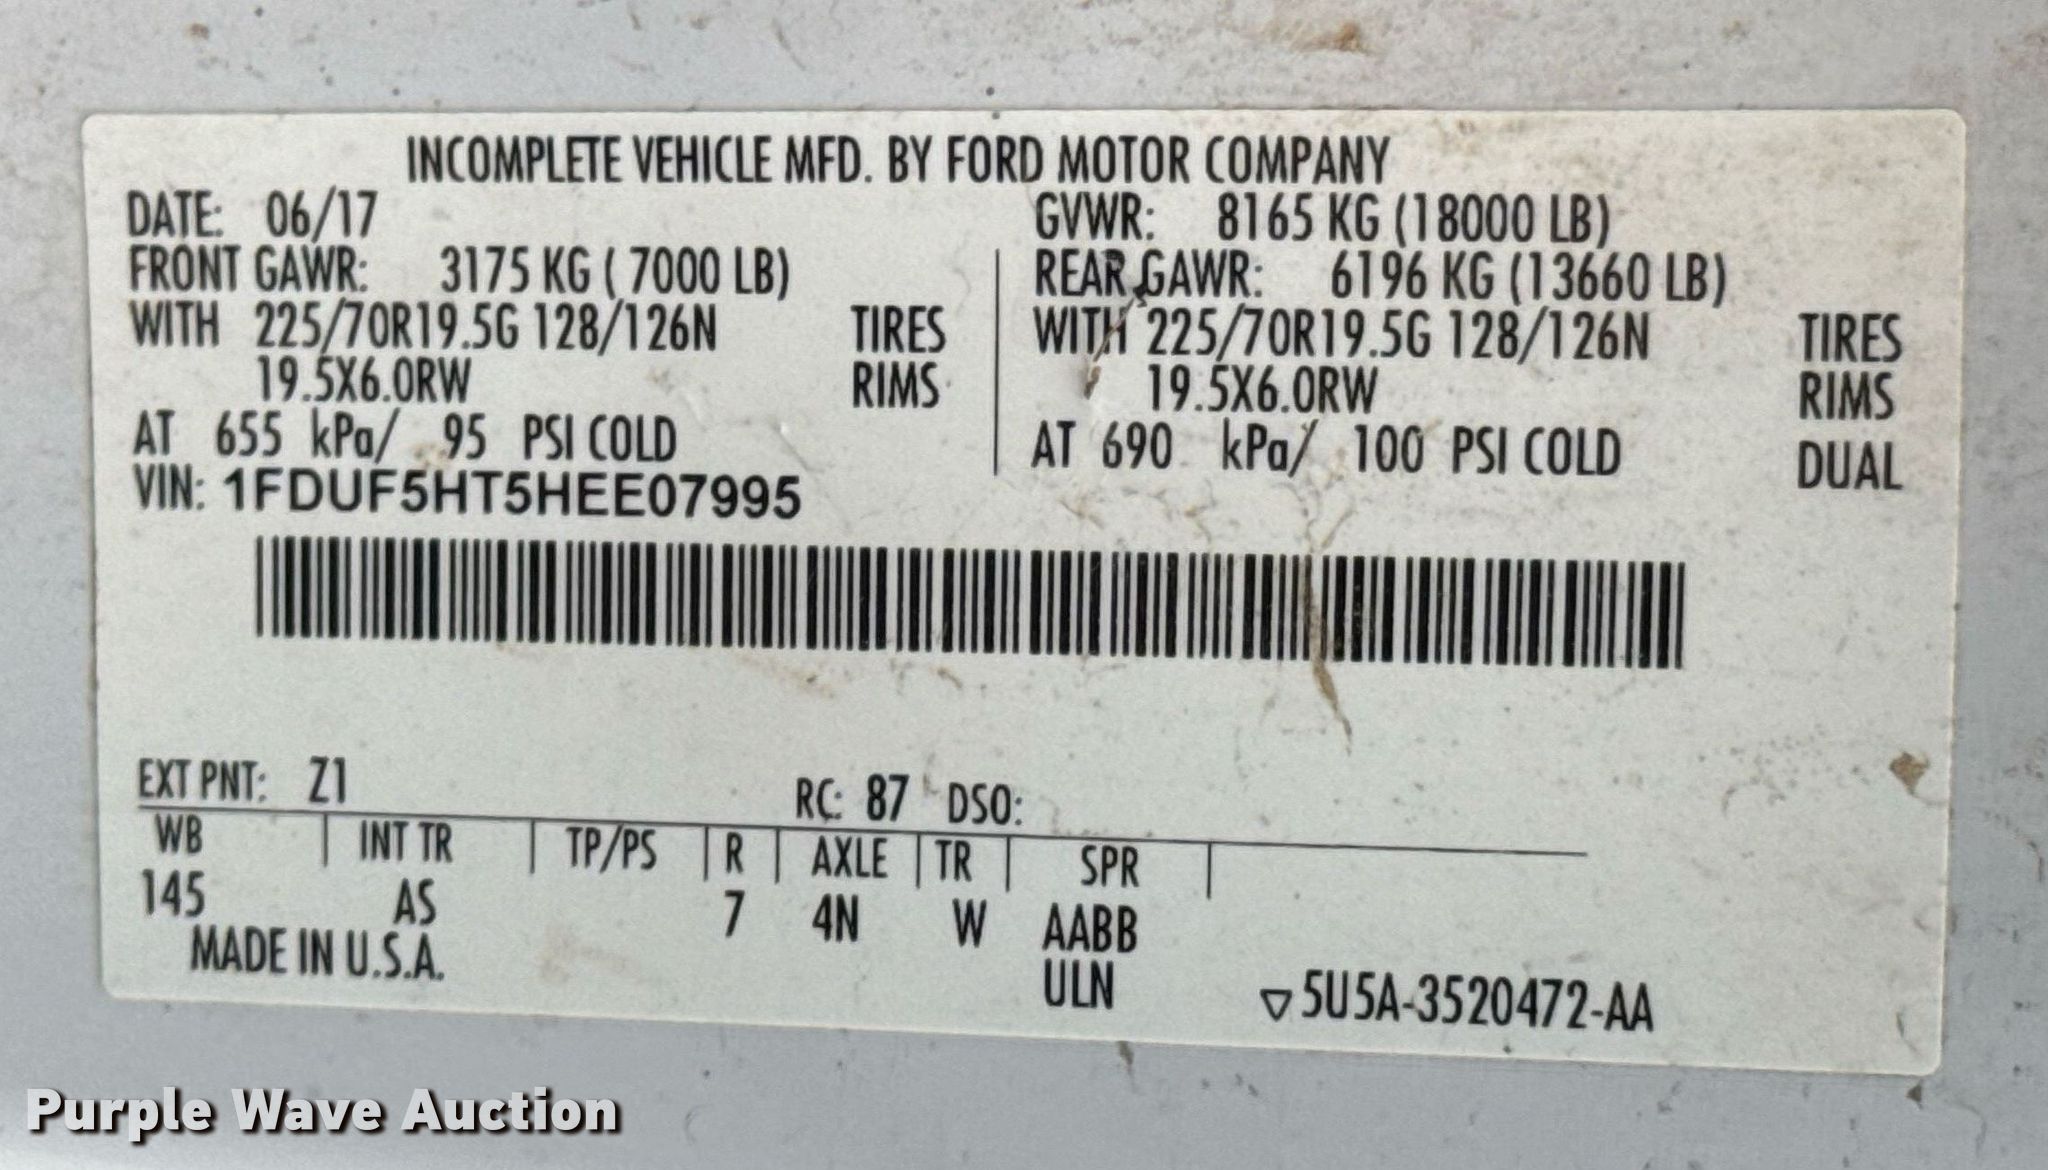 INCOMPLETE VEHICLE MFD. BY FORD MOTOR COMPANY
DATE: 06/17 GVWR: 8165 KG (18000 LB)
FRONT GAWR: 3175 KG ( 7000 LB) REAR GAWR: 6196 KG (13660 LB)
WITH 225/70R19.5G 128/126N TIRES WITH 225/70R19.5G 128/126N TIRES
19.5X6.0RW RIMS 19.5X6.0RW RIMS
AT 655 kPa/ 95 PSI COLD AT 690 kPa/ 100 PSI COLD DUAL
VIN: 1FDUF5HT5HEE07995
EXT PNT: Z1 RC: 87 DSO:
WB INT TR TP/PS R AXLE TR SPR
145 AS 7 4N W AABB
MADE IN U.S.A. ULN
▽5U5A-3520472-AA
Purple Wave Auction